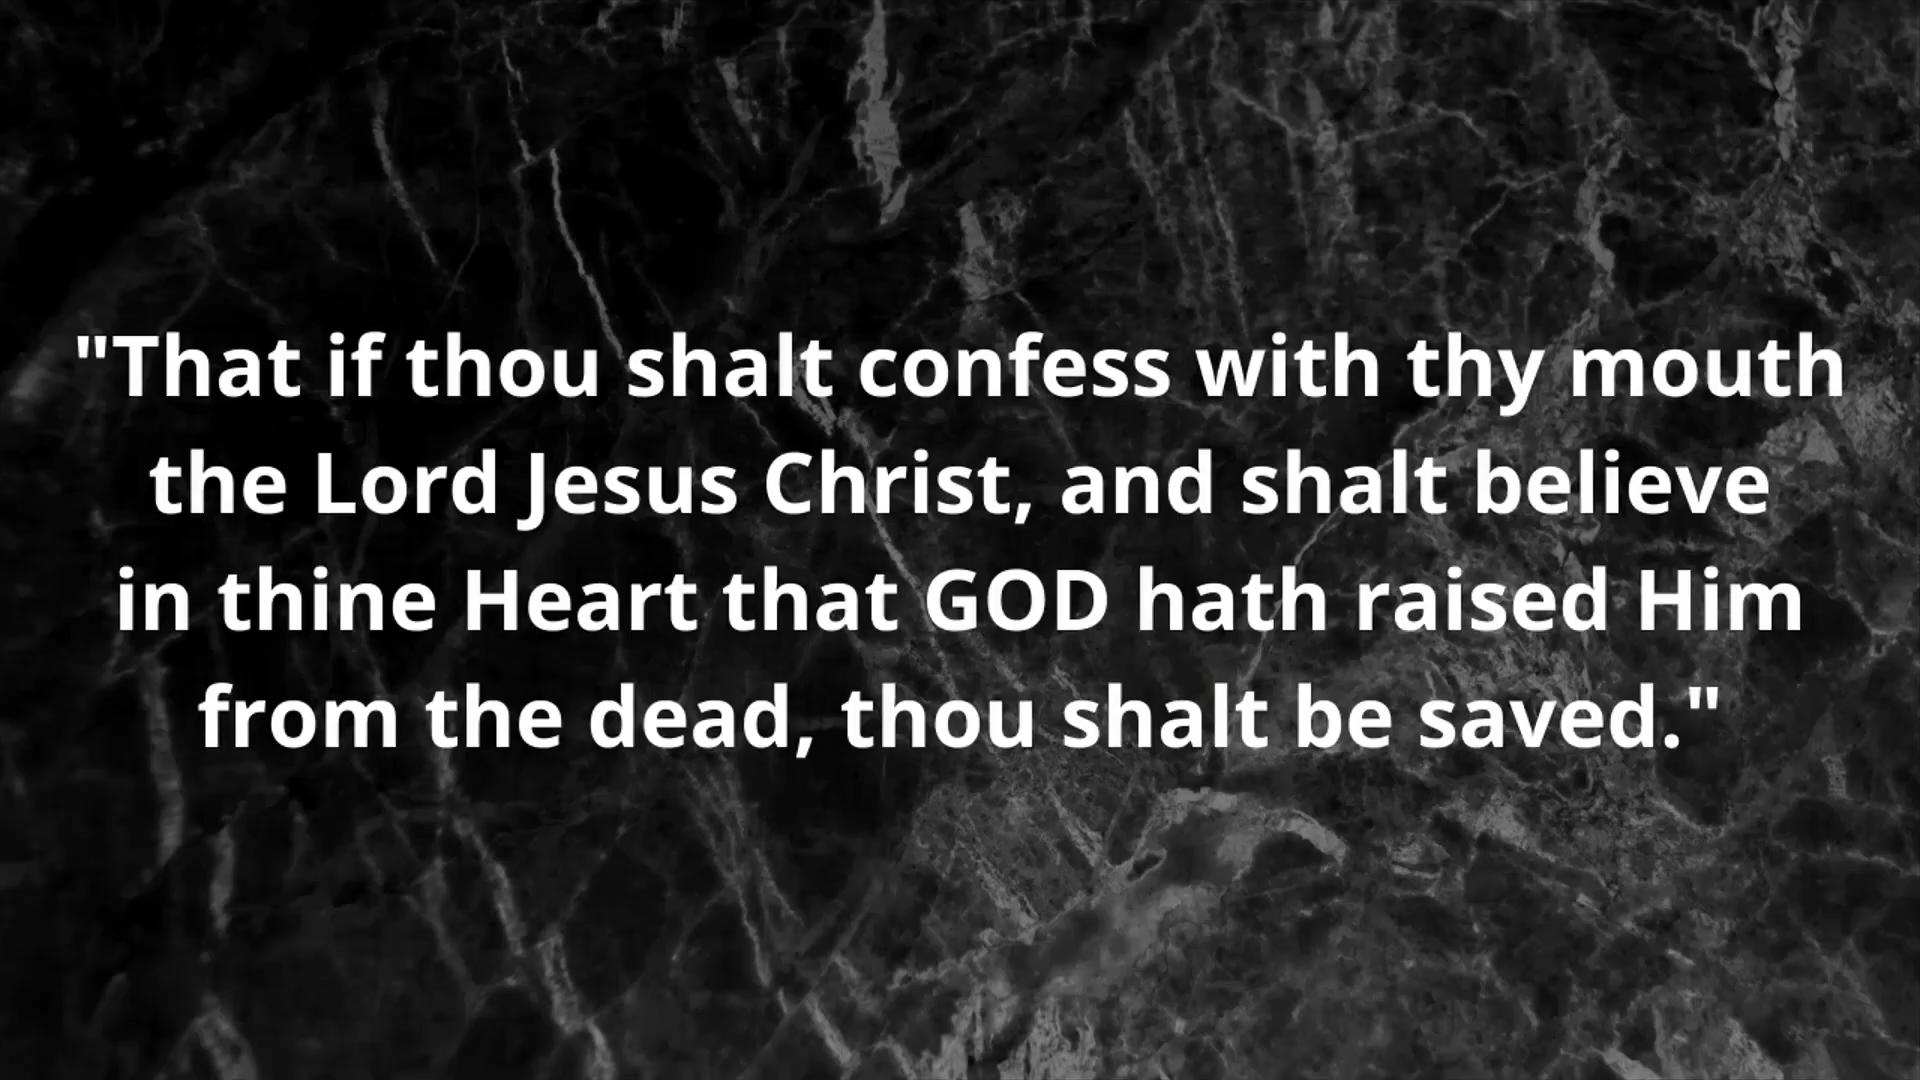 "That if thou shalt confess with thy mouth
the Lord Jesus Christ, and shalt believe
in thine Heart that GOD hath raised Him
from the dead, thou shalt be saved."